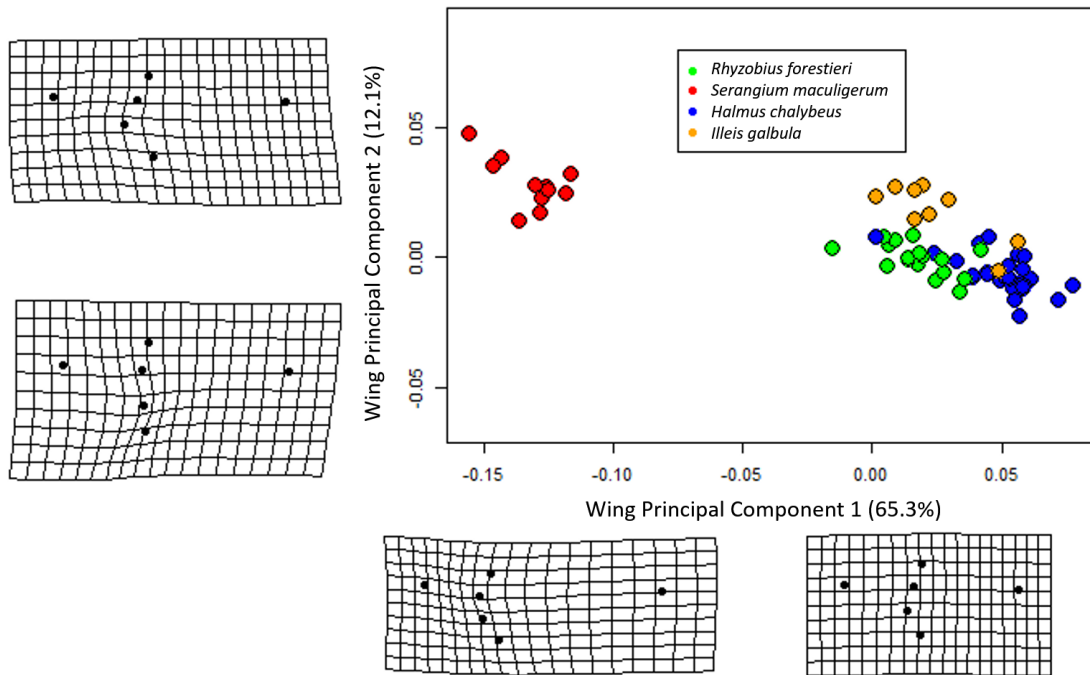 Rhyzobius forestieri
Serangium maculigerum
Halmus chalybeus
Illeis galbula
Wing Principal Component 2 (12.1%)
0.05
0.00
-0.05
-0.15
-0.10
-0.05
0.00
0.05
Wing Principal Component 1 (65.3%)